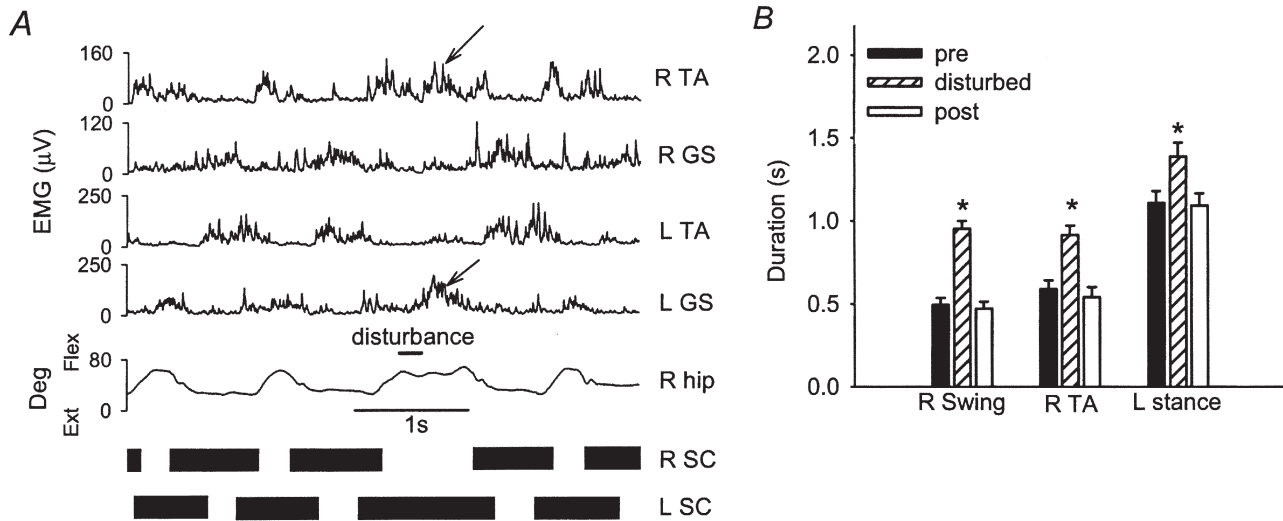 A
EMG (µV)
160
0
R TA
120
0
R GS
250
0
L TA
250
0
L GS
disturbance
Deg
Ext Flex
80
0
R hip
1s
R SC
L SC
B
Duration (s)
2.0
1.5
1.0
0.5
0.0
pre
disturbed
post
*
*
*
R Swing R TA L stance